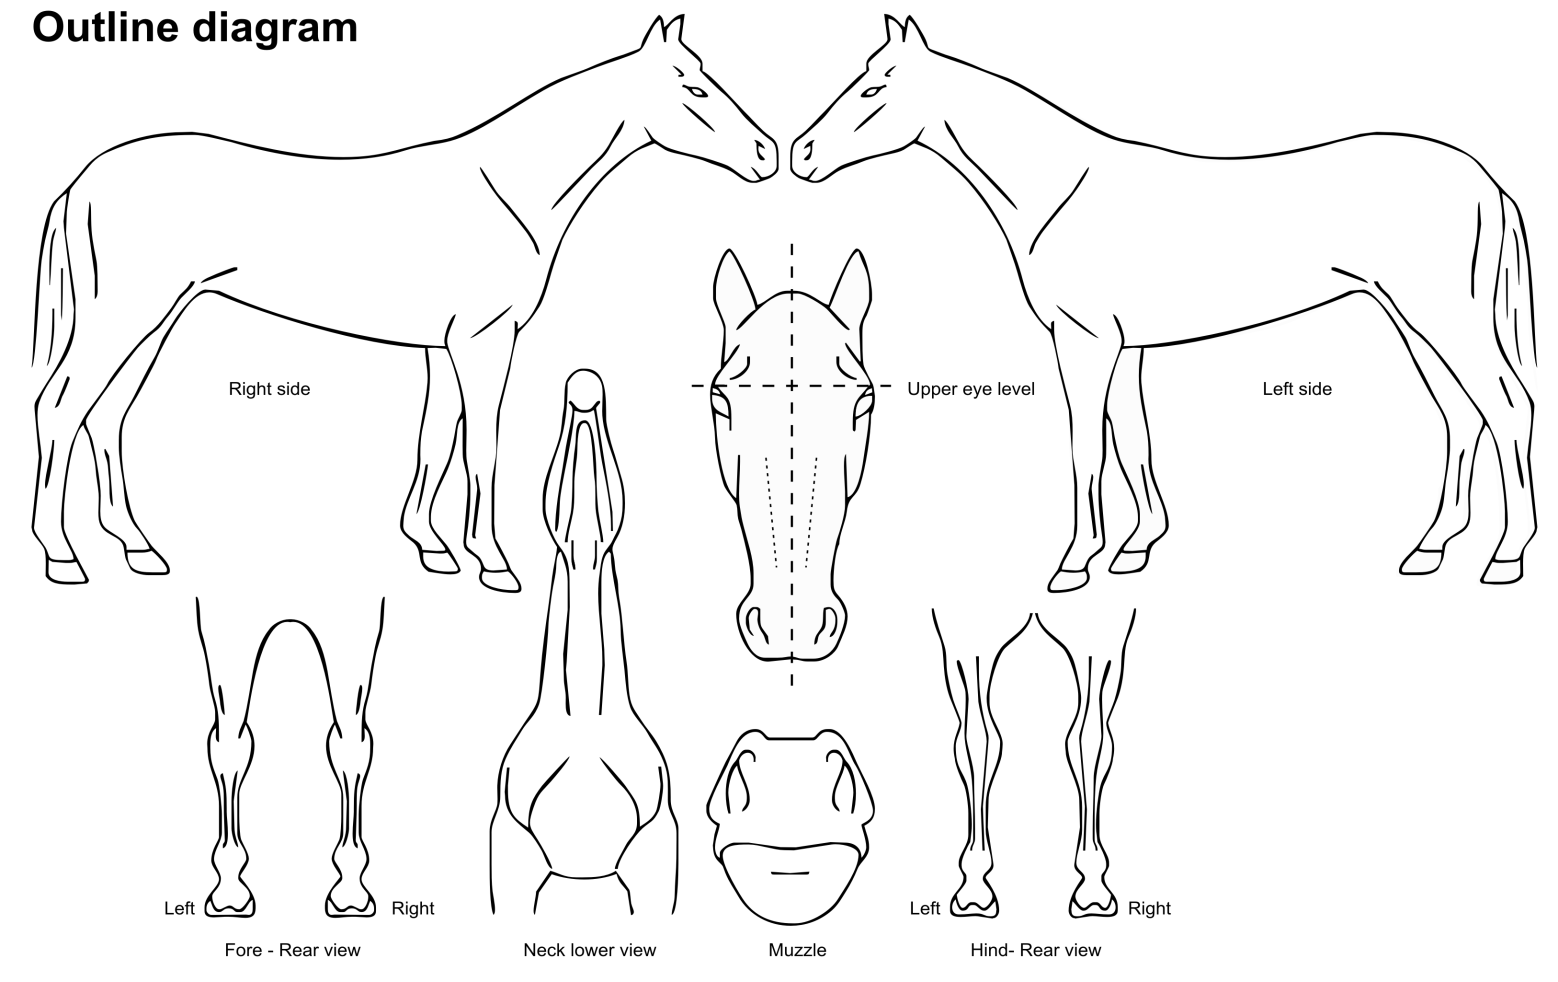 Outline diagram
Right side
Upper eye level
Left side
Left
Right
Left
Right
Fore - Rear view
Neck lower view
Muzzle
Hind- Rear view